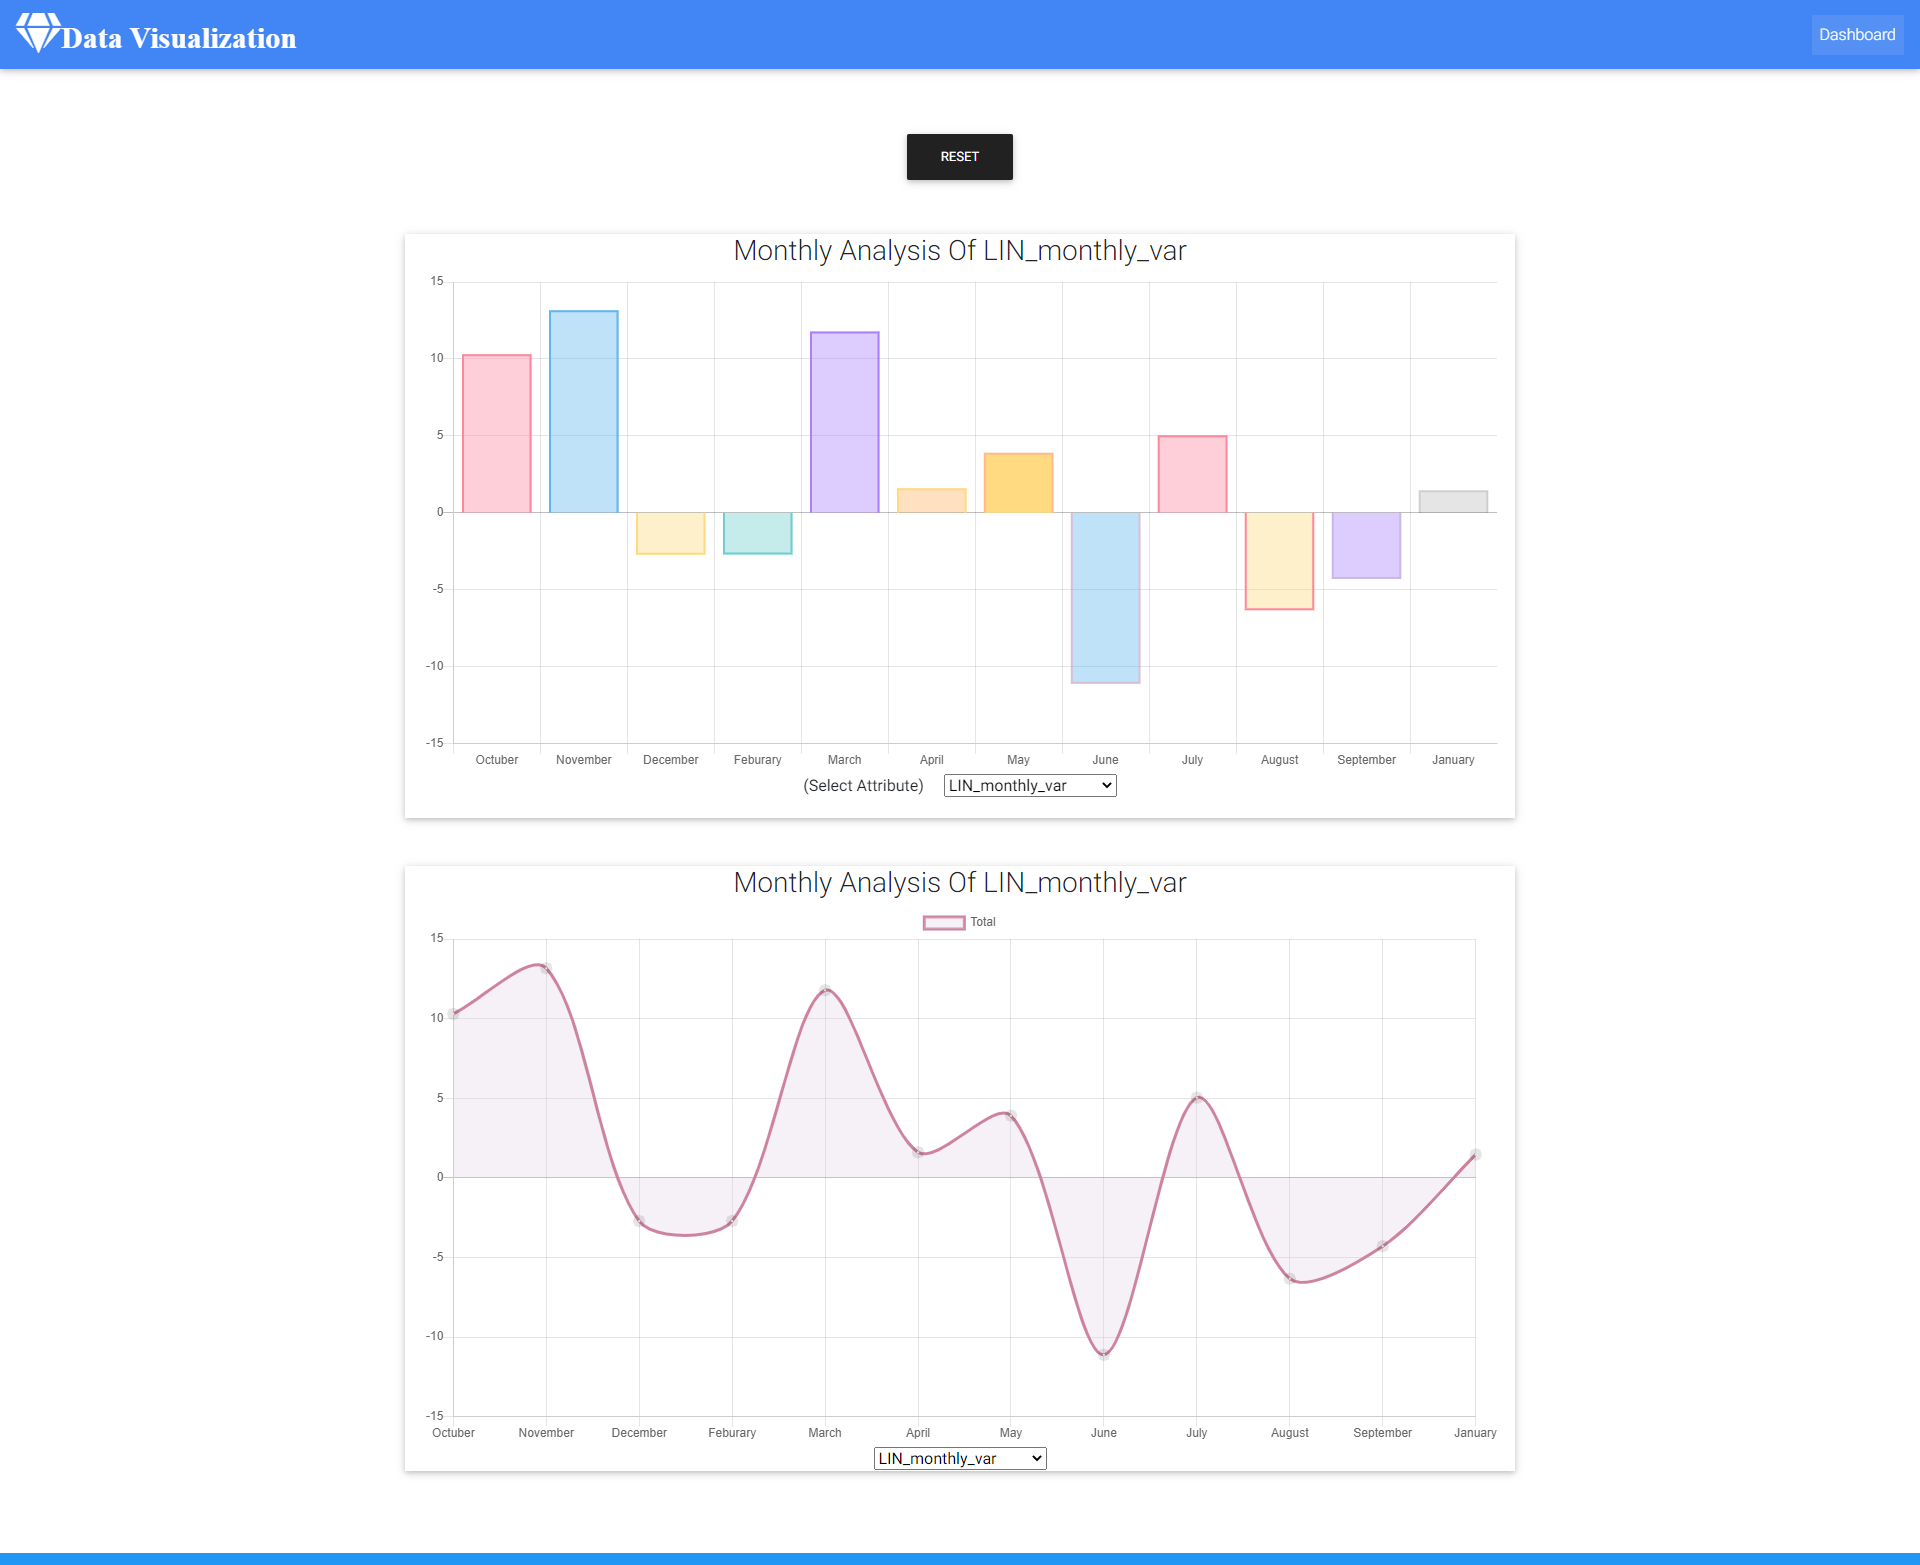 Data Visualization
Dashboard
RESET
Monthly Analysis Of LIN_monthly_var
15
10
5
0
-5
-10
-15
Octuber November December Feburary March April May June July August September January
(Select Attribute) LIN_monthly_var
Monthly Analysis Of LIN_monthly_var
Total
15
10
5
0
-5
-10
-15
Octuber November December Feburary March April May June July August September January
LIN_monthly_var